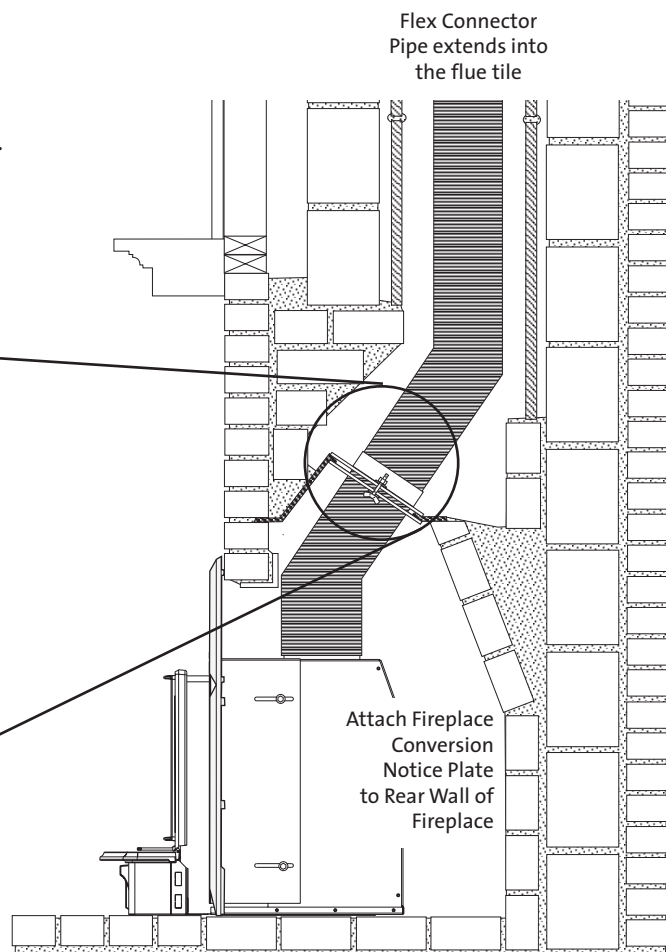 Flex Connector
Pipe extends into
the flue tile
Attach Fireplace
Conversion
Notice Plate
to Rear Wall of
Fireplace